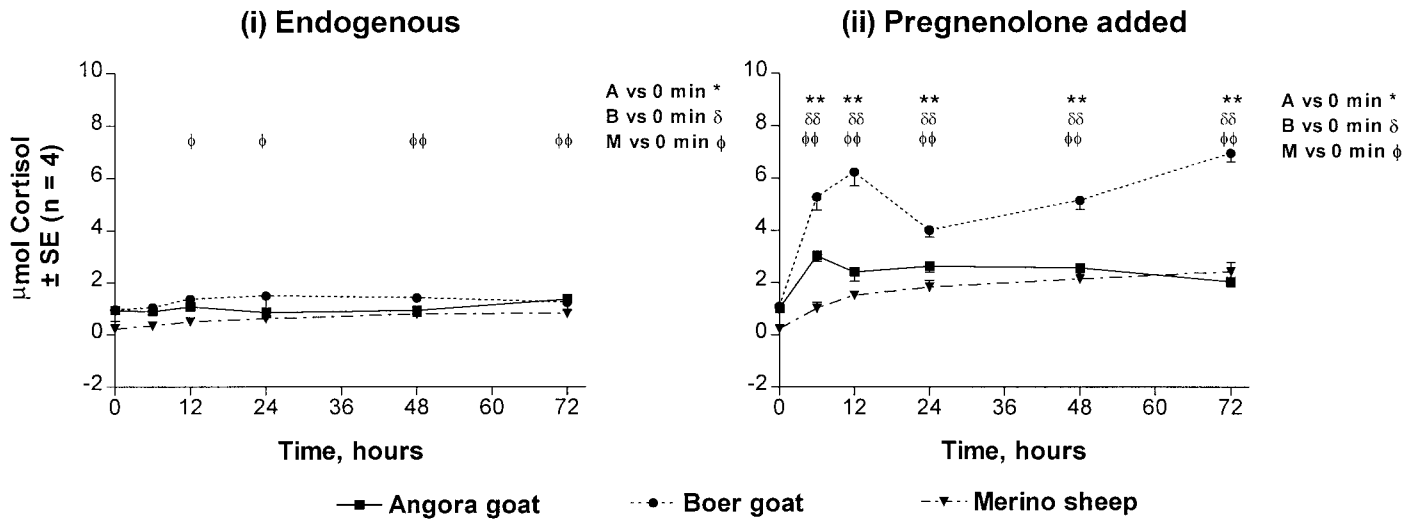 (i) Endogenous
(ii) Pregnenolone added
μmol Cortisol
± SE (n = 4)
10
8
6
4
2
0
-2
ϕ ϕ ϕϕ ϕϕ
A vs 0 min *
B vs 0 min δ
M vs 0 min ϕ
0 12 24 36 48 60 72
Time, hours
10
8
6
4
2
0
-2
** ** ** ** **
δδ δδ δδ δδ δδ
ϕϕ ϕϕ ϕϕ ϕϕ ϕϕ
A vs 0 min *
B vs 0 min δ
M vs 0 min ϕ
0 12 24 36 48 60 72
Time, hours
Angora goat Boer goat Merino sheep